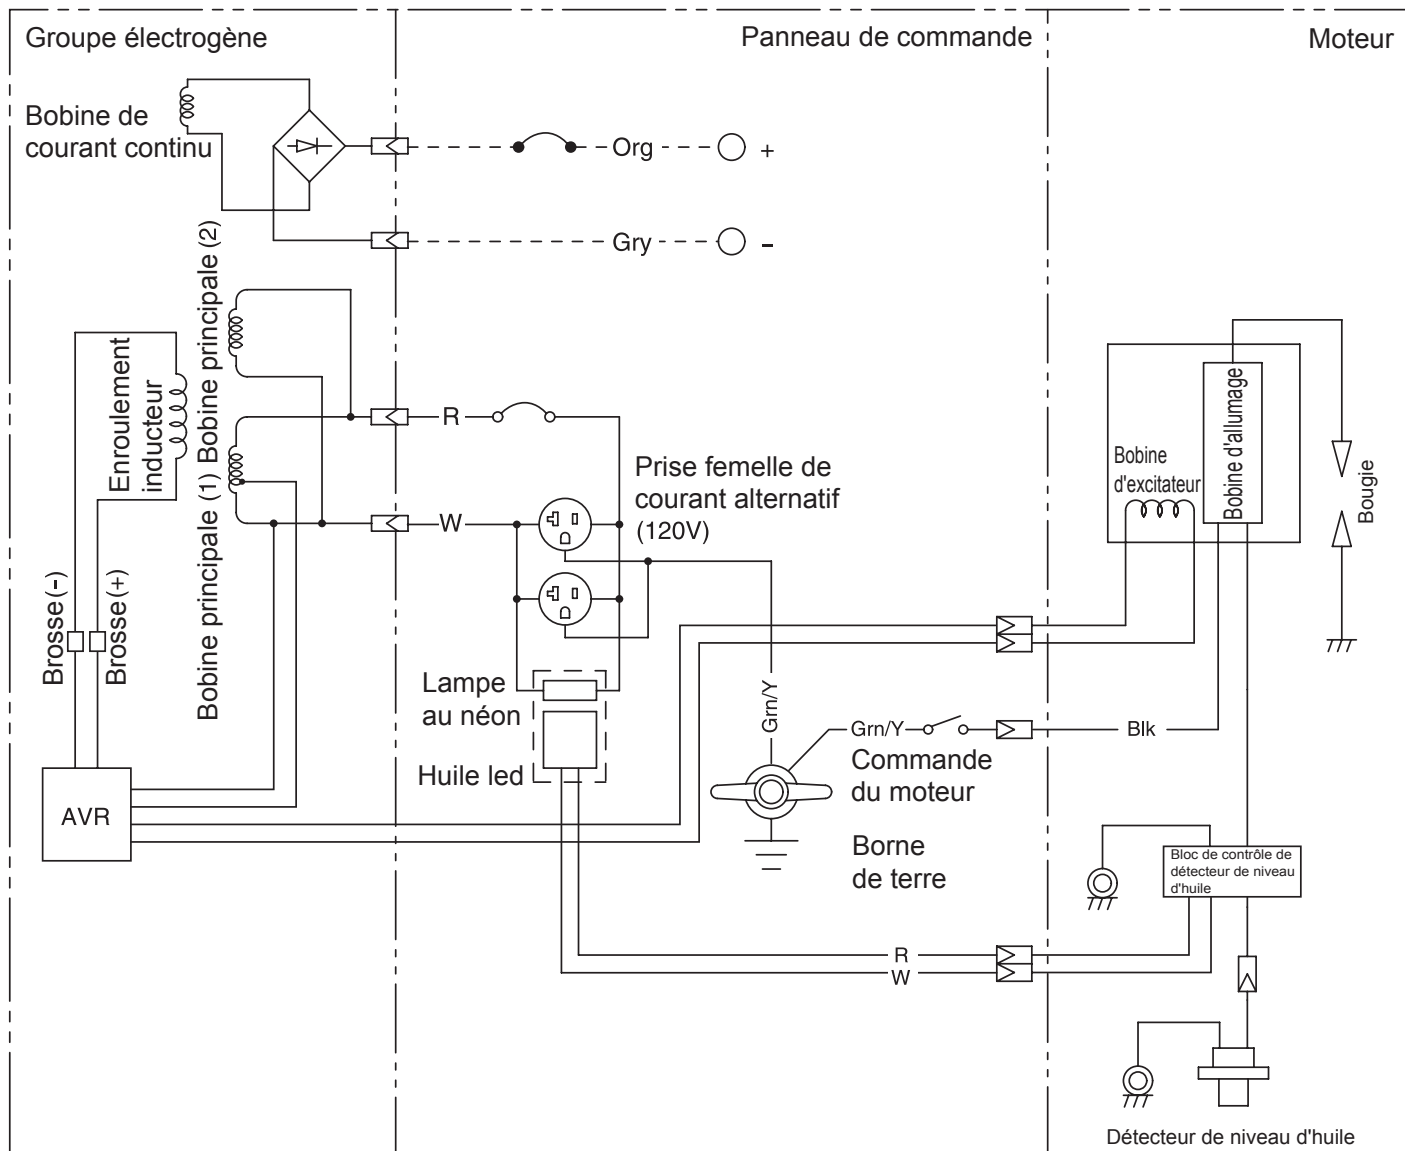 Groupe électrogène
Panneau de commande
Moteur
Bobine de
courant continu
Org
+
Gry
-
Bobine principale (1) Bobine principale (2)
Enroulement
inducteur
Brosse(-)
Brosse(+)
R
W
Prise femelle de
courant alternatif
(120V)
Bobine
d'excitateur
Bobine d'allumage
Bougie
Lampe
au néon
Huile led
Grn/Y
Grn/Y
Blk
Commande
du moteur
AVR
Borne
de terre
Bloc de contrôle de
détecteur de niveau
d'huile
R
W
Détecteur de niveau d'huile